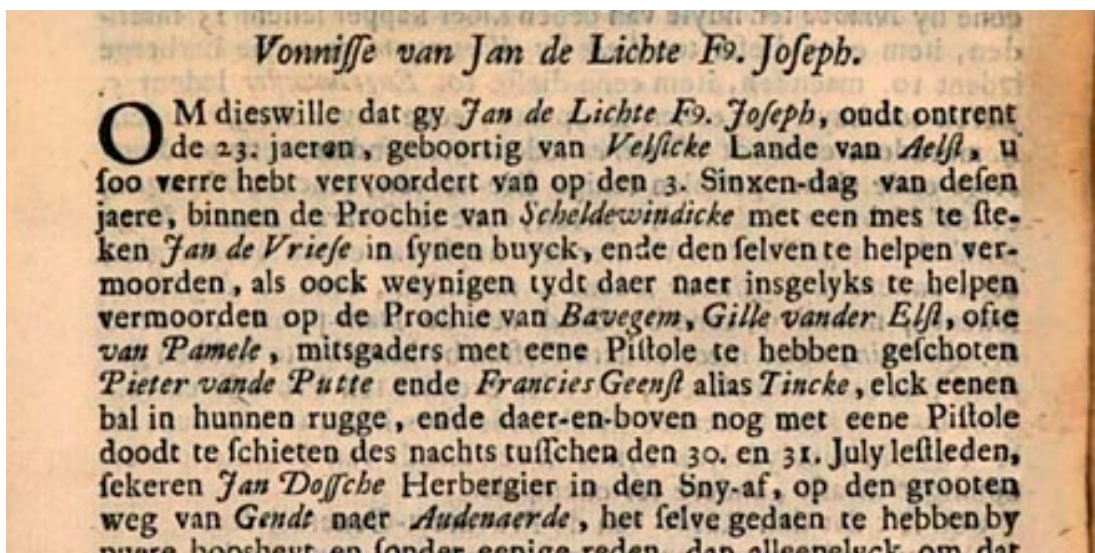 Vonniſſe van Jan de Lichte F9. Joſeph.
OM dieswille dat gy Jan de Lichte F9. Joſeph, oudt ontrent
de 23. jaeren, geboortig van Velſicke Lande van Aelſt, u
ſoo verre hebt vervoordert van op den 3. Sinxen-dag van deſen
jaere, binnen de Prochie van Scheldewindicke met een mes te ſte-
ken Jan de Vrieſe in ſynen buyck, ende den ſelven te helpen ver-
moorden, als oock weynigen tydt daer naer insgelyks te helpen
vermoorden op de Prochie van Bavegem, Gille vander Elſt, ofte
van Pamele, mitsgaders met eene Piſtole te hebben geſchoten
Pieter vande Putte ende Francies Geenſt alias Tincke, elck eenen
bal in hunnen rugge, ende daer-en-boven nog met eene Piſtole
doodt te ſchieten des nachts tuſſchen den 30. en 31. July leſtleden,
ſekeren Jan Doſſche Herbergier in den Sny-af, op den grooten
weg van Gendt naer Audenaerde, het ſelve gedaen te hebben by